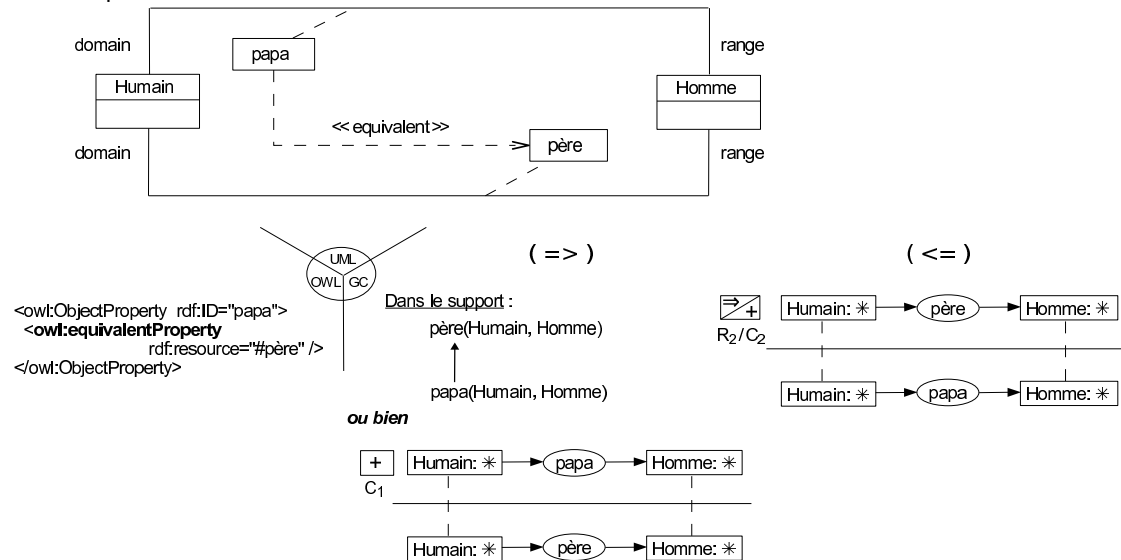 domain
papa
range
Humain
Homme
<< equivalent >>
père
domain
range
UML
OWL GC
( => )
( <= )
<owl:ObjectProperty rdf:ID="papa">
<owl:equivalentProperty
rdf:resource="#père" />
</owl:ObjectProperty>
Dans le support :
père(Humain, Homme)
papa(Humain, Homme)
ou bien
⇒/+
R2/C2
Humain: ✳ père Homme: ✳
Humain: ✳ papa Homme: ✳
+
C1
Humain: ✳ papa Homme: ✳
Humain: ✳ père Homme: ✳